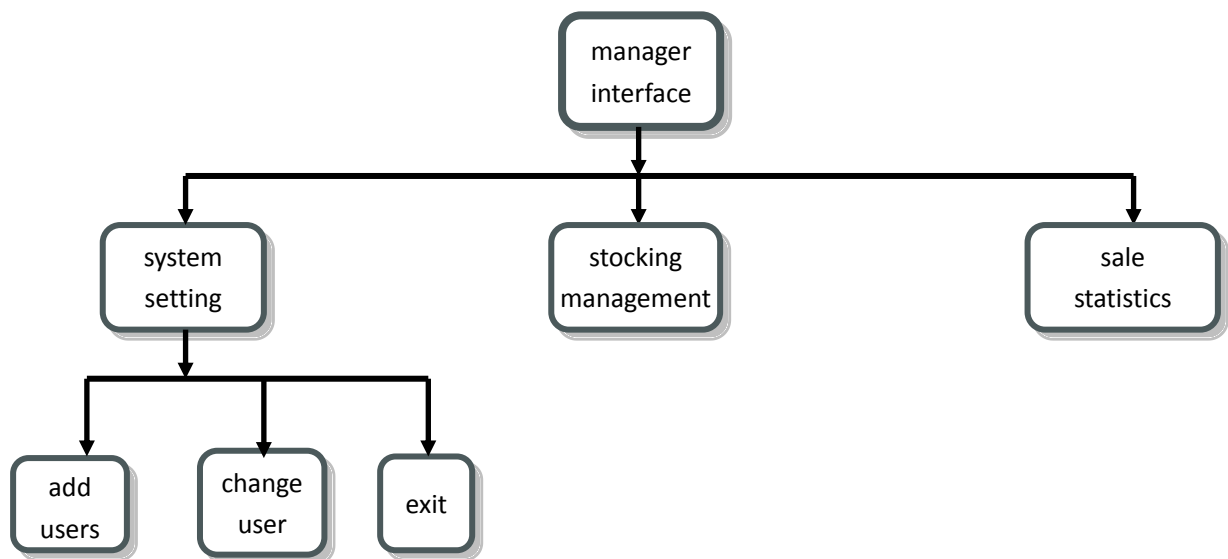 manager
interface
system
setting
stocking
management
sale
statistics
add
users
change
user
exit